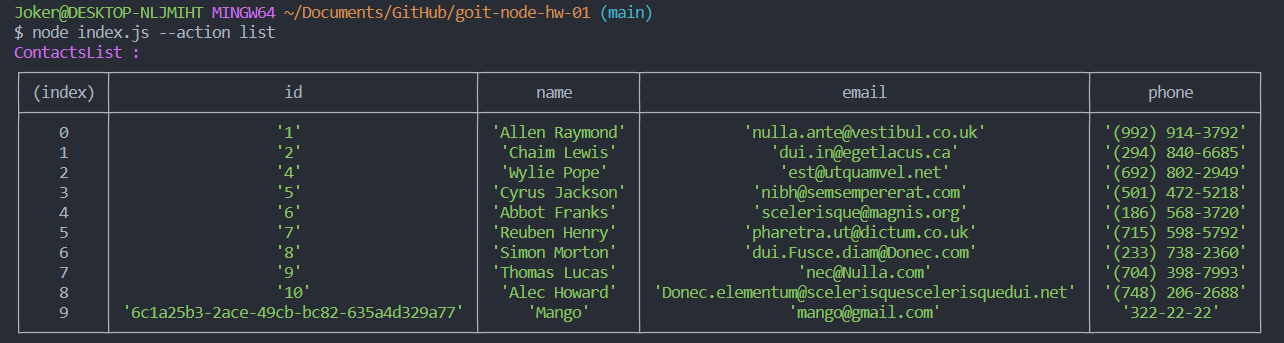 Joker@DESKTOP-NLJMIHT MINGW64 ~/Documents/GitHub/goit-node-hw-01 (main)
$ node index.js --action list
ContactsList :
(index) id name email phone
0 '1' 'Allen Raymond' 'nulla.ante@vestibul.co.uk' '(992) 914-3792'
1 '2' 'Chaim Lewis' 'dui.in@egetlacus.ca' '(294) 840-6685'
2 '4' 'Wylie Pope' 'est@utquamvel.net' '(692) 802-2949'
3 '5' 'Cyrus Jackson' 'nibh@semsempererat.com' '(501) 472-5218'
4 '6' 'Abbot Franks' 'scelerisque@magnis.org' '(186) 568-3720'
5 '7' 'Reuben Henry' 'pharetra.ut@dictum.co.uk' '(715) 598-5792'
6 '8' 'Simon Morton' 'dui.Fusce.diam@Donec.com' '(233) 738-2360'
7 '9' 'Thomas Lucas' 'nec@Nulla.com' '(704) 398-7993'
8 '10' 'Alec Howard' 'Donec.elementum@scelerisquescelerisquedui.net' '(748) 206-2688'
9 '6c1a25b3-2ace-49cb-bc82-635a4d329a77' 'Mango' 'mango@gmail.com' '322-22-22'